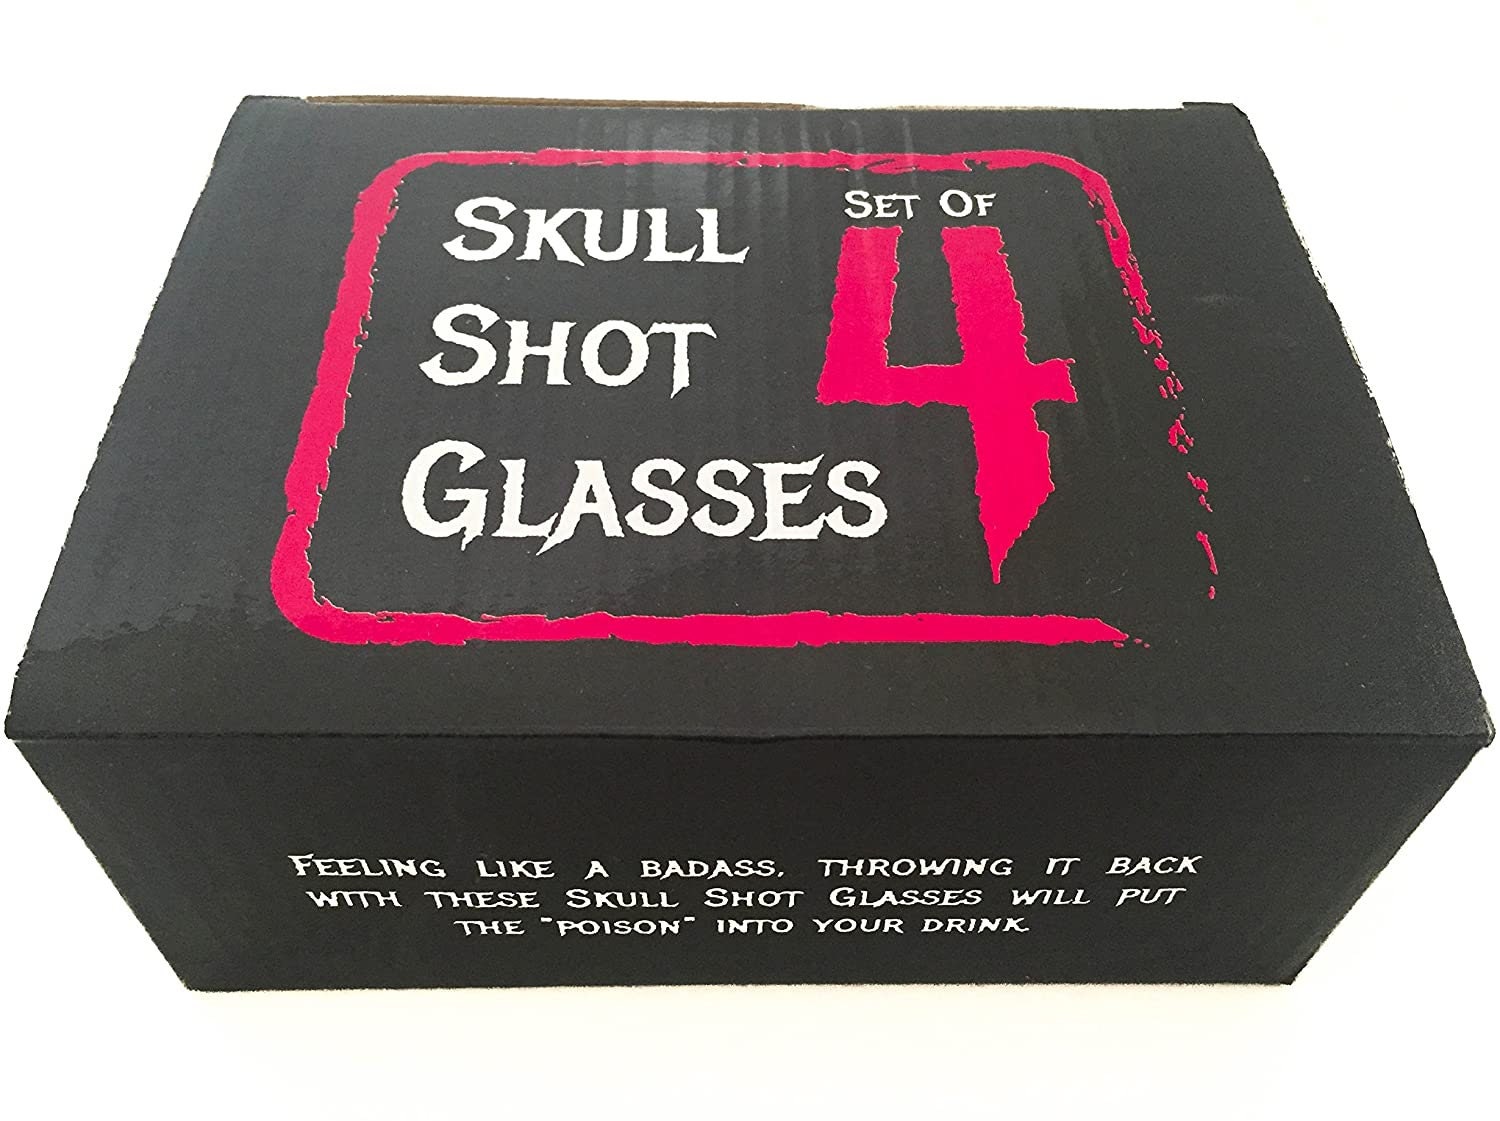 Skull
Shot
Glasses
Set Of
4
Feeling like a badass, throwing it back
with these Skull Shot Glasses will put
the "poison" into your drink